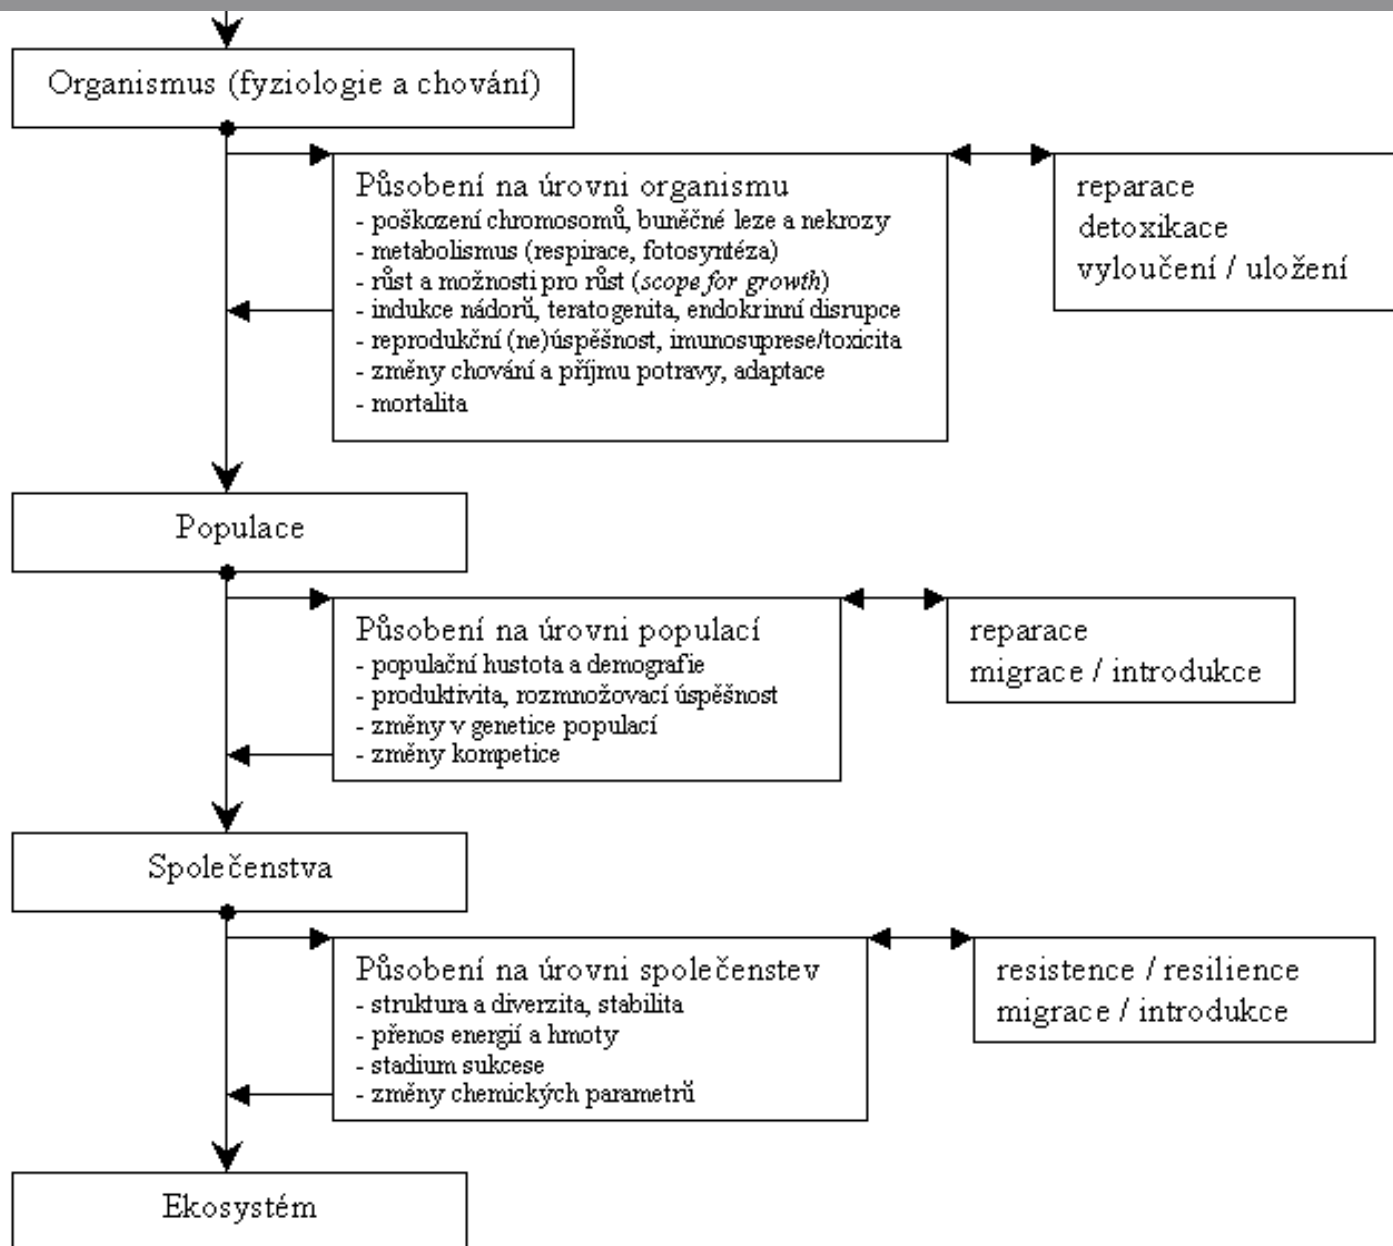 Organismus (fyziologie a chování)
Působení na úrovni organismu
- poškození chromosomů, buněčné leze a nekrozy
- metabolismus (respirace, fotosyntéza)
- růst a možnosti pro růst (scope for growth)
- indukce nádorů, teratogenita, endokrinní disrupce
- reprodukční (ne)úspěšnost, imunosuprese/toxicita
- změny chování a příjmu potravy, adaptace
- mortalita
reparace
detoxikace
vyloučení / uložení
Populace
Působení na úrovni populací
- populační hustota a demografie
- produktivita, rozmnožovací úspěšnost
- změny v genetice populací
- změny kompetice
reparace
migrace / introdukce
Společenstva
Působení na úrovni společenstev
- struktura a diverzita, stabilita
- přenos energií a hmoty
- stadium sukcese
- změny chemických parametrů
resistence / resilience
migrace / introdukce
Ekosystém